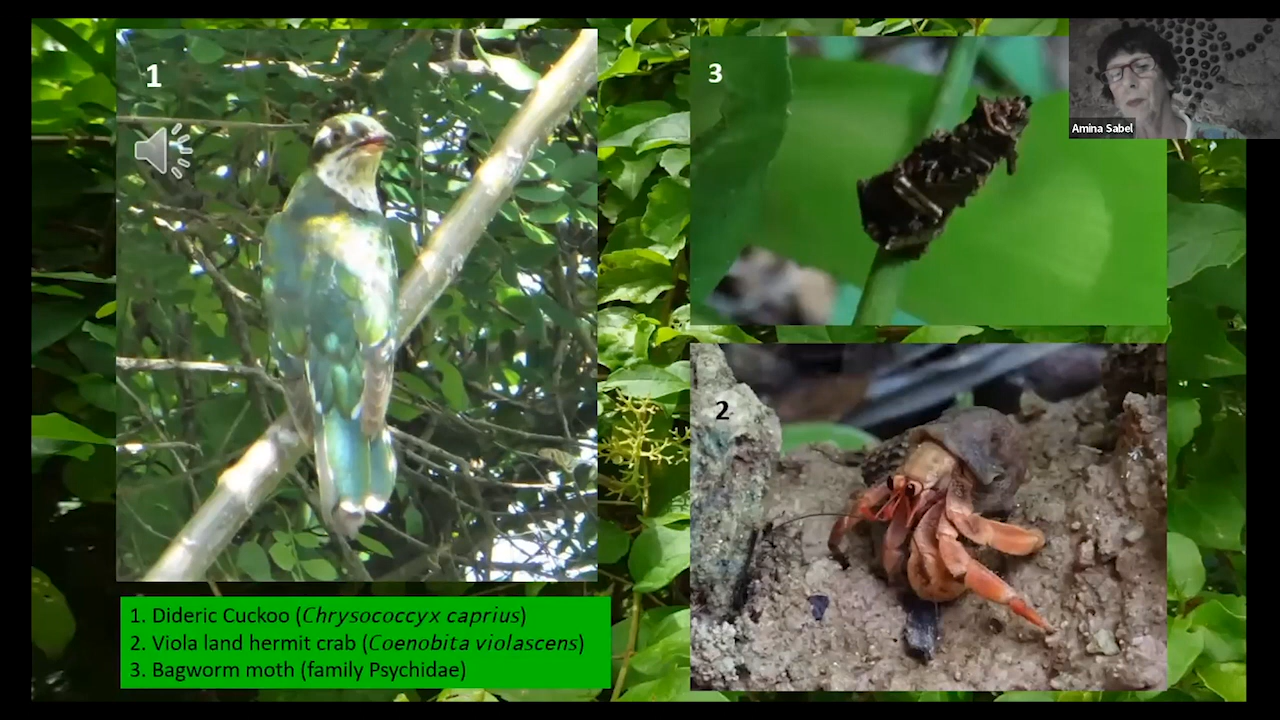 1
3
Amina Sabel
2
1. Dideric Cuckoo (Chrysococcyx caprius)
2. Viola land hermit crab (Coenobita violascens)
3. Bagworm moth (family Psychidae)